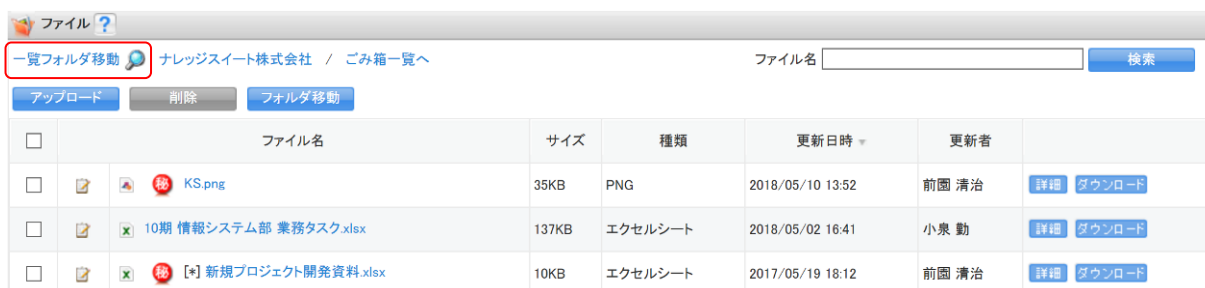 ファイル ?
一覧フォルダ移動 ナレッジスイート株式会社 / ごみ箱一覧へ ファイル名 検索
アップロード 削除 フォルダ移動
ファイル名 サイズ 種類 更新日時 ▼ 更新者
秘 KS.png 35KB PNG 2018/05/10 13:52 前園 清治 詳細 ダウンロード
10期 情報システム部 業務タスク.xlsx 137KB エクセルシート 2018/05/02 16:41 小泉 勤 詳細 ダウンロード
秘 [*] 新規プロジェクト開発資料.xlsx 10KB エクセルシート 2017/05/19 18:12 前園 清治 詳細 ダウンロード